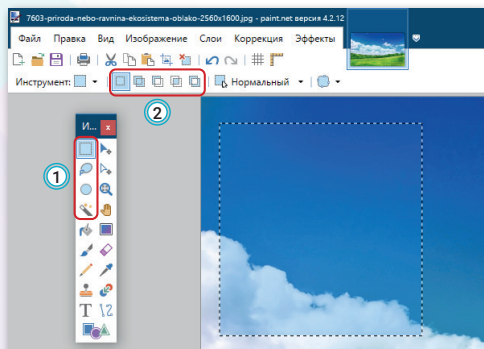 7603-priroda-nebo-ravnina-ekosistema-oblako-2560x1600.jpg - paint.net версия 4.2.12
Файл Правка Вид Изображение Слои Коррекция Эффекты
Инструмент: Нормальный
2
И...
1
T